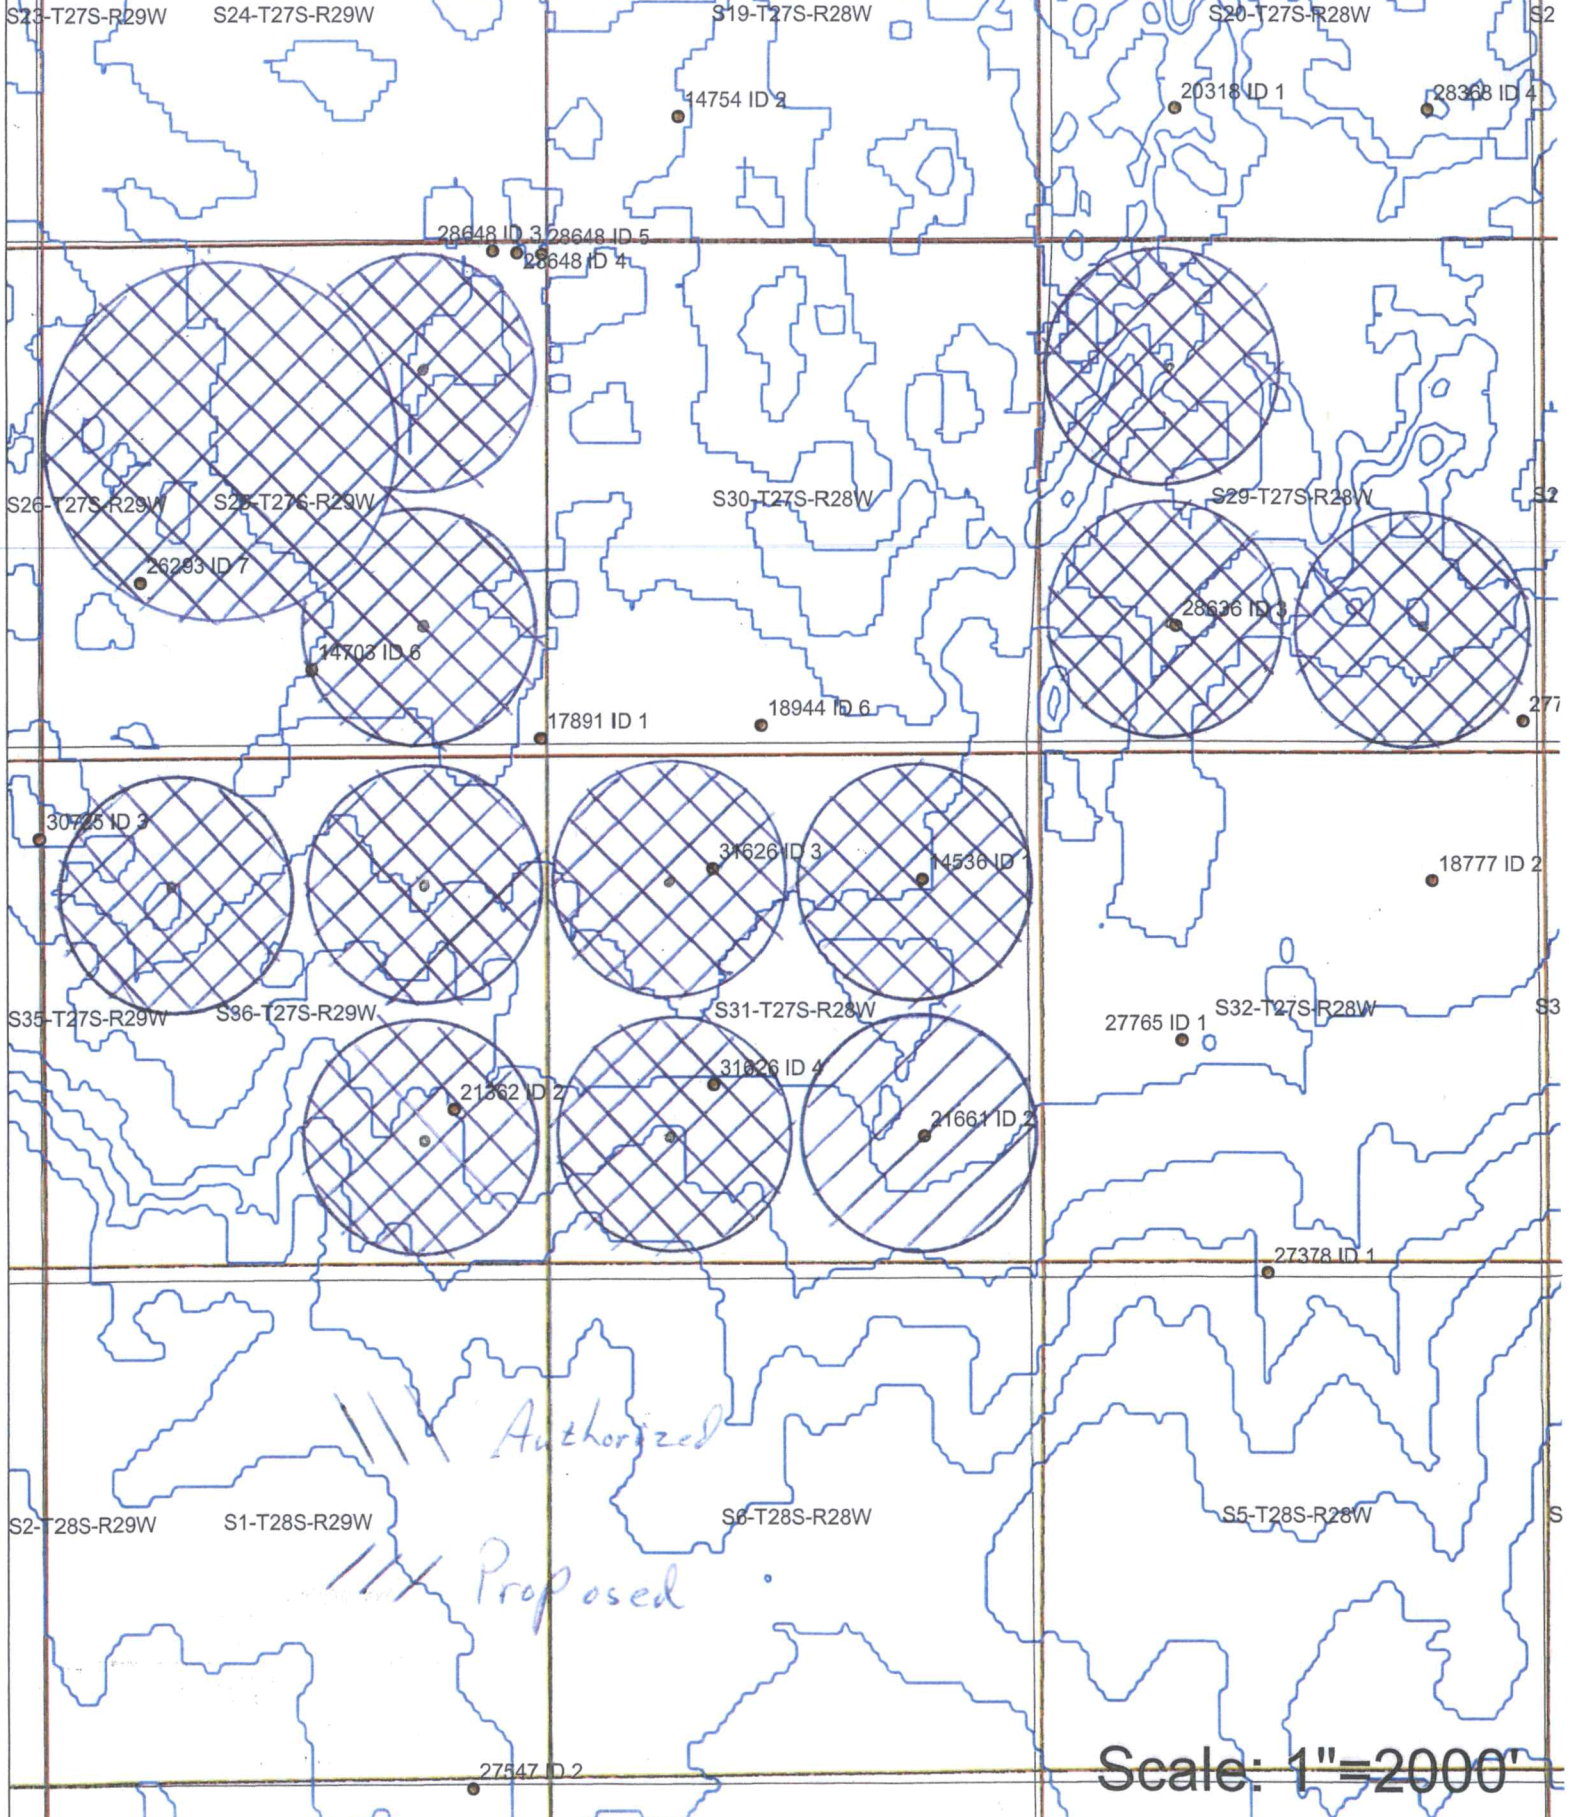 S23-T27S-R29W
S24-T27S-R29W
S19-T27S-R28W
S20-T27S-R28W
S2
14754 ID 2
20318 ID 1
28368 ID 4
28648 ID 3
28648 ID 5
28648 ID 4
S26-T27S-R29W
S25-T27S-R29W
S30-T27S-R28W
S29-T27S-R28W
S2
26293 ID 7
28636 ID 3
14703 ID 6
17891 ID 1
18944 ID 6
277
30725 ID 3
31626 ID 3
14536 ID 1
18777 ID 2
S35-T27S-R29W
S36-T27S-R29W
S31-T27S-R28W
S32-T27S-R28W
S3
27765 ID 1
21362 ID 2
31626 ID 4
21661 ID 2
27378 ID 1
Authorized
S2-T28S-R29W
S1-T28S-R29W
S6-T28S-R28W
S5-T28S-R28W
S
Proposed
27547 ID 2
Scale: 1"=2000'